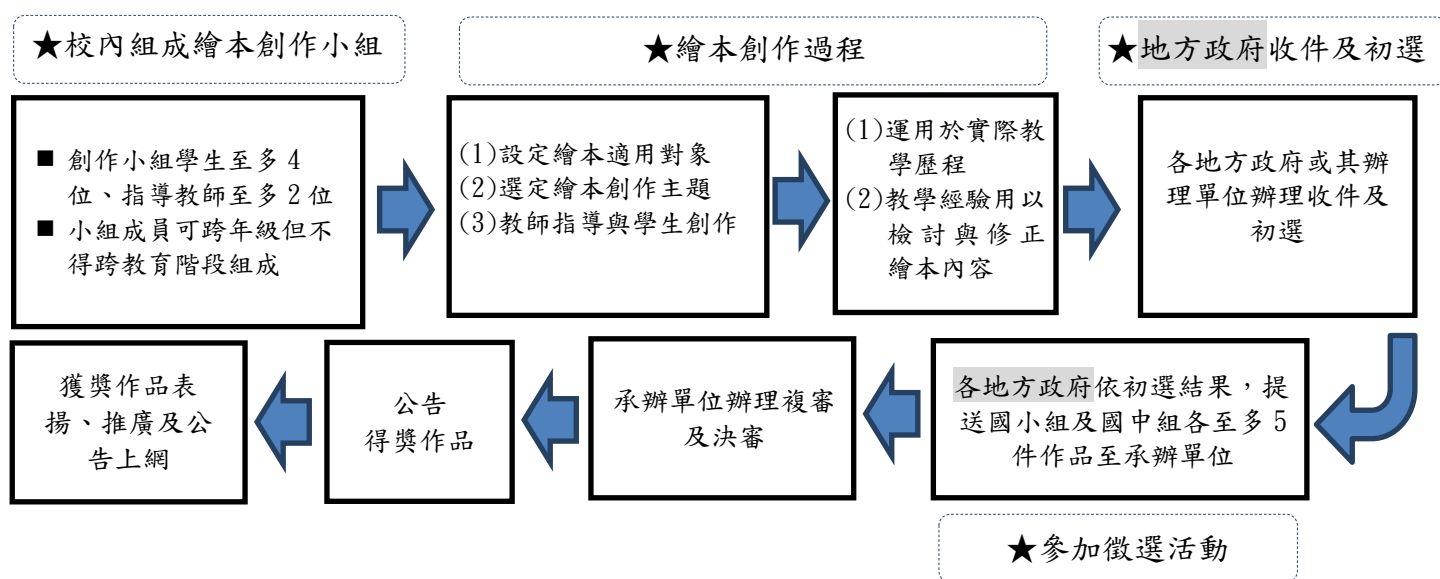 ★校內組成繪本創作小組
★繪本創作過程
★地方政府收件及初選
■ 創作小組學生至多 4
位、指導教師至多 2 位
■ 小組成員可跨年級但不
得跨教育階段組成
(1)設定繪本適用對象
(2)選定繪本創作主題
(3)教師指導與學生創作
(1)運用於實際教
學歷程
(2)教學經驗用以
檢討與修正
繪本內容
各地方政府或其辦
理單位辦理收件及
初選
各地方政府依初選結果，提
送國小組及國中組各至多 5
件作品至承辦單位
承辦單位辦理複審
及決審
公告
得獎作品
獲獎作品表
揚、推廣及公
告上網
★參加徵選活動